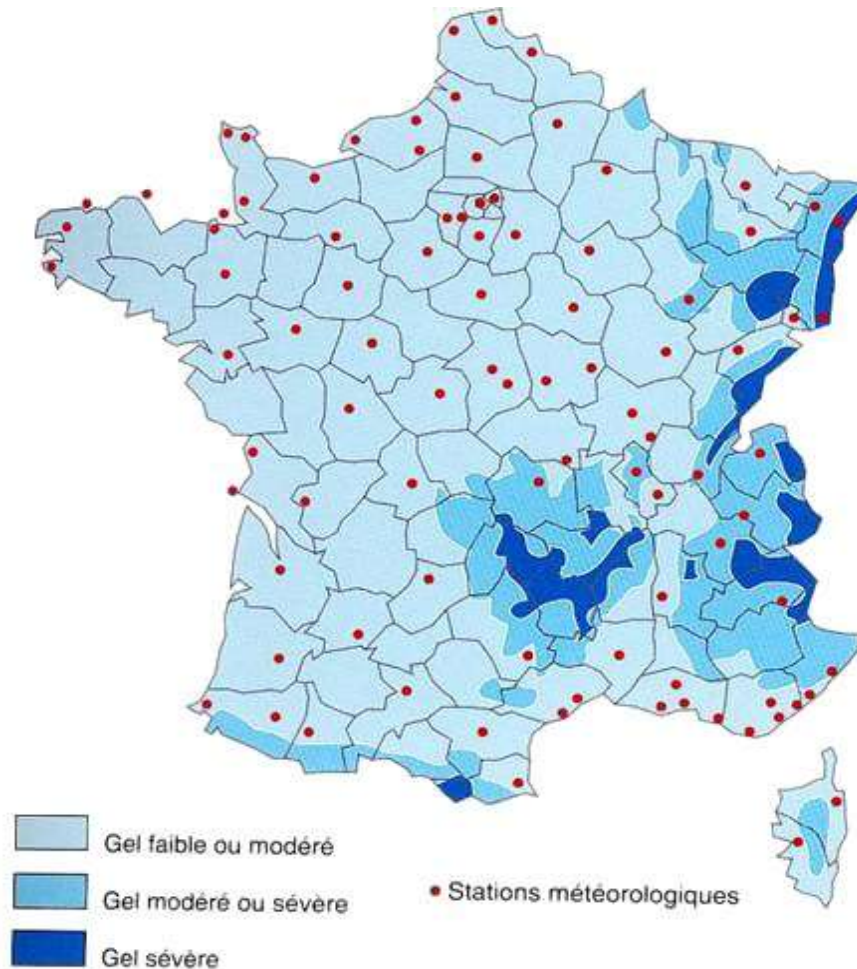 Gel faible ou modéré
Gel modéré ou sévère
Stations météorologiques
Gel sévère